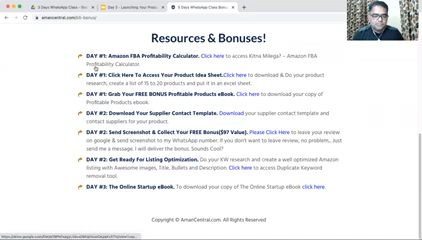 5 Days WhatsApp Class
Day 5 - Launching Your Produc
5 Days WhatsApp Class
amancentral.com
Resources & Bonuses!
DAY #1: Amazon FBA Profitability Calculator. Click here to access Kitna Milega? – Amazon FBA
Profitability Calculator.
DAY #1: Click Here To Access Your Product Idea Sheet.Click here to download & Do your product
research, create a list of 15 to 20 products and put it in an excel sheet.
DAY #1: Grab Your FREE BONUS Profitable Products eBook. Click here to download your copy of
Profitable Products ebook.
DAY #2: Download Your Supplier Contact Template. Download your supplier contact template and
contact suppliers for your product
DAY #2: Send Screenshot & Collect Your FREE Bonus($97 Value). Please Click Here to leave your review
on google & send screenshot to my WhatsApp number. If you don't want to leave review, no problem.. Just
send me a message. I will deliver bonus. Sounds Cool?
DAY #2: Get Ready For Listing Optimization. Do your KW research and create a well optimized Amazon
listing with Awesome images, Title, Bullets and Description. Click here to access Duplicate Keyword
removal tool.
DAY #3: The Online Startup eBook. To download your copy of The Online Startup eBook click here.
Copyright © AmanCentral.com. All Rights Reserved